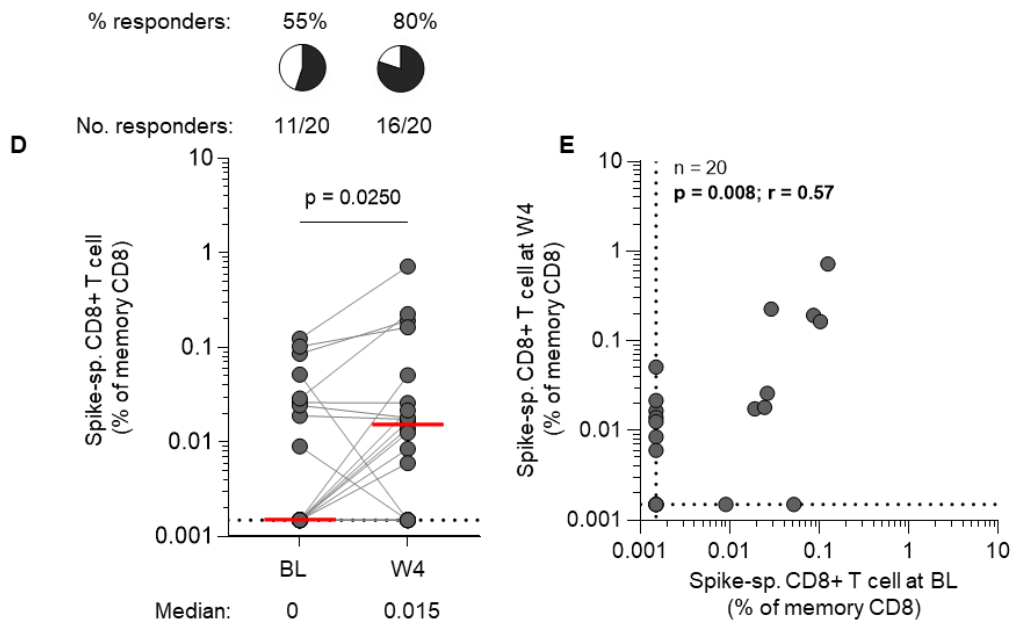 % responders: 55% 80%
No. responders: 11/20 16/20
D
Spike-sp. CD8+ T cell
(% of memory CD8)
10
1
0.1
0.01
0.001
p = 0.0250
BL W4
Median: 0 0.015
E
Spike-sp. CD8+ T cell at W4
(% of memory CD8)
10
1
0.1
0.01
0.001
n = 20
p = 0.008; r = 0.57
0.001 0.01 0.1 1 10
Spike-sp. CD8+ T cell at BL
(% of memory CD8)